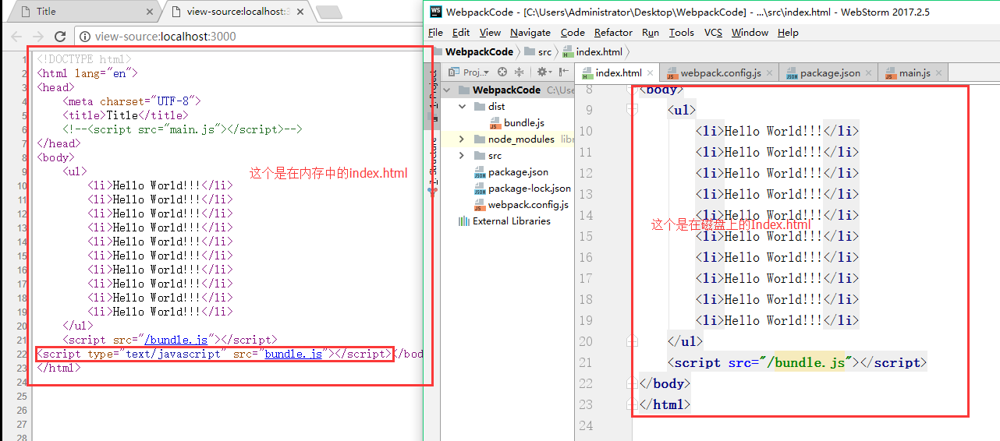 Title
view-source:localhost:3
view-source:localhost:3000
1 <!DOCTYPE html>
2 <html lang="en">
3 <head>
4 <meta charset="UTF-8">
5 <title>Title</title>
6 <!--<script src="main.js"></script>-->
7 </head>
8 <body>
9 <ul>
10 <li>Hello World!!!</li>
11 <li>Hello World!!!</li>
12 <li>Hello World!!!</li>
13 <li>Hello World!!!</li>
14 <li>Hello World!!!</li>
15 <li>Hello World!!!</li>
16 <li>Hello World!!!</li>
17 <li>Hello World!!!</li>
18 <li>Hello World!!!</li>
19 <li>Hello World!!!</li>
20 </ul>
21 <script src="/bundle.js"></script>
22 <script type="text/javascript" src="bundle.js"></script></bod
23 </html>
24
25
26
27
28
这个是在内存中的index.html
WS WebpackCode - [C:\Users\Administrator\Desktop\WebpackCode] - ...\src\index.html - WebStorm 2017.2.5
File Edit View Navigate Code Refactor Run Tools VCS Window Help
WebpackCode src index.html
Proj..
index.html webpack.config.js package.json main.js
1: Project
Structure
WebpackCode C:\Use
dist
bundle.js
node_modules libr
src
package.json
package-lock.json
webpack.config.js
External Libraries
8 <body>
9 <ul>
10 <li>Hello World!!!</li>
11 <li>Hello World!!!</li>
12 <li>Hello World!!!</li>
13 <li>Hello World!!!</li>
14 <li>Hello World!!!</li>
这个是在磁盘上的Index.html
15 <li>Hello World!!!</li>
16 <li>Hello World!!!</li>
17 <li>Hello World!!!</li>
18 <li>Hello World!!!</li>
19 <li>Hello World!!!</li>
20 </ul>
21 <script src="/bundle.js"></script>
22 </body>
23 </html>
24